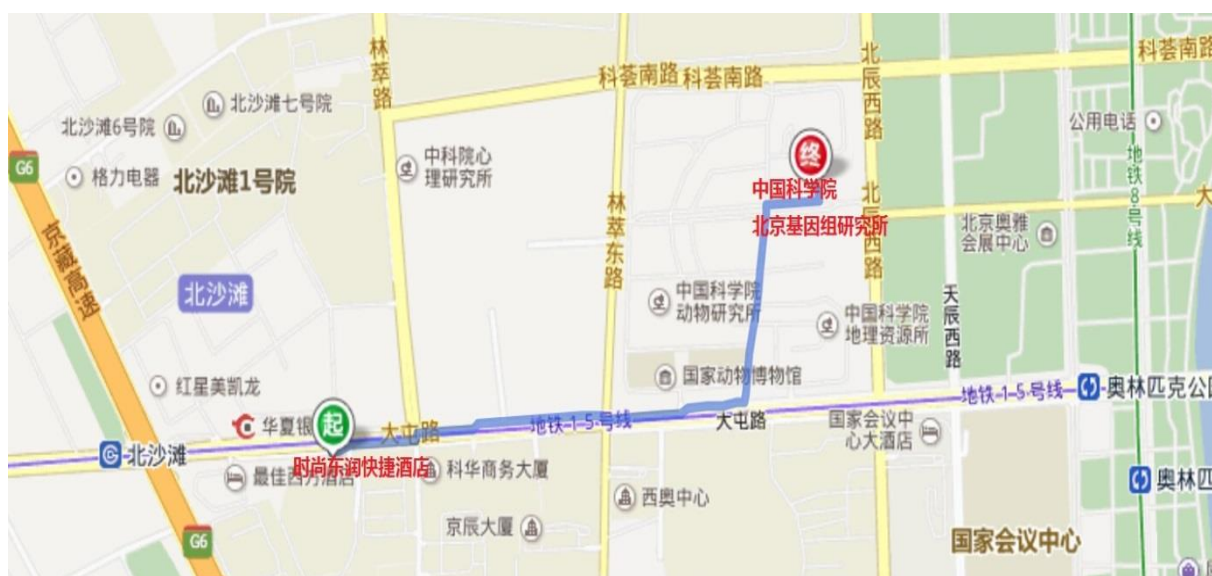 林萃路
科荟南路
科荟南路
科荟南路
北辰西路
北沙滩七号院
北沙滩6号院
公用电话
G6
格力电器
北沙滩1号院
中科院心
理研究所
终
地铁8号线
中国科学院
北京基因组研究所
林萃东路
北辰西路
大
北京奥雅
会展中心
京藏高速
北沙滩
中国科学院
动物研究所
中国科学院
地理资源所
天辰西路
红星美凯龙
国家动物博物馆
地铁1-5号线
奥林匹克公
华夏银
起
大屯路
地铁-1-5-号线
大屯路
国家会议中
心大酒店
北沙滩
时尚东润快捷酒店
最佳西方酒店
科华商务大厦
西奥中心
奥林匹
京辰大厦
G6
国家会议中心